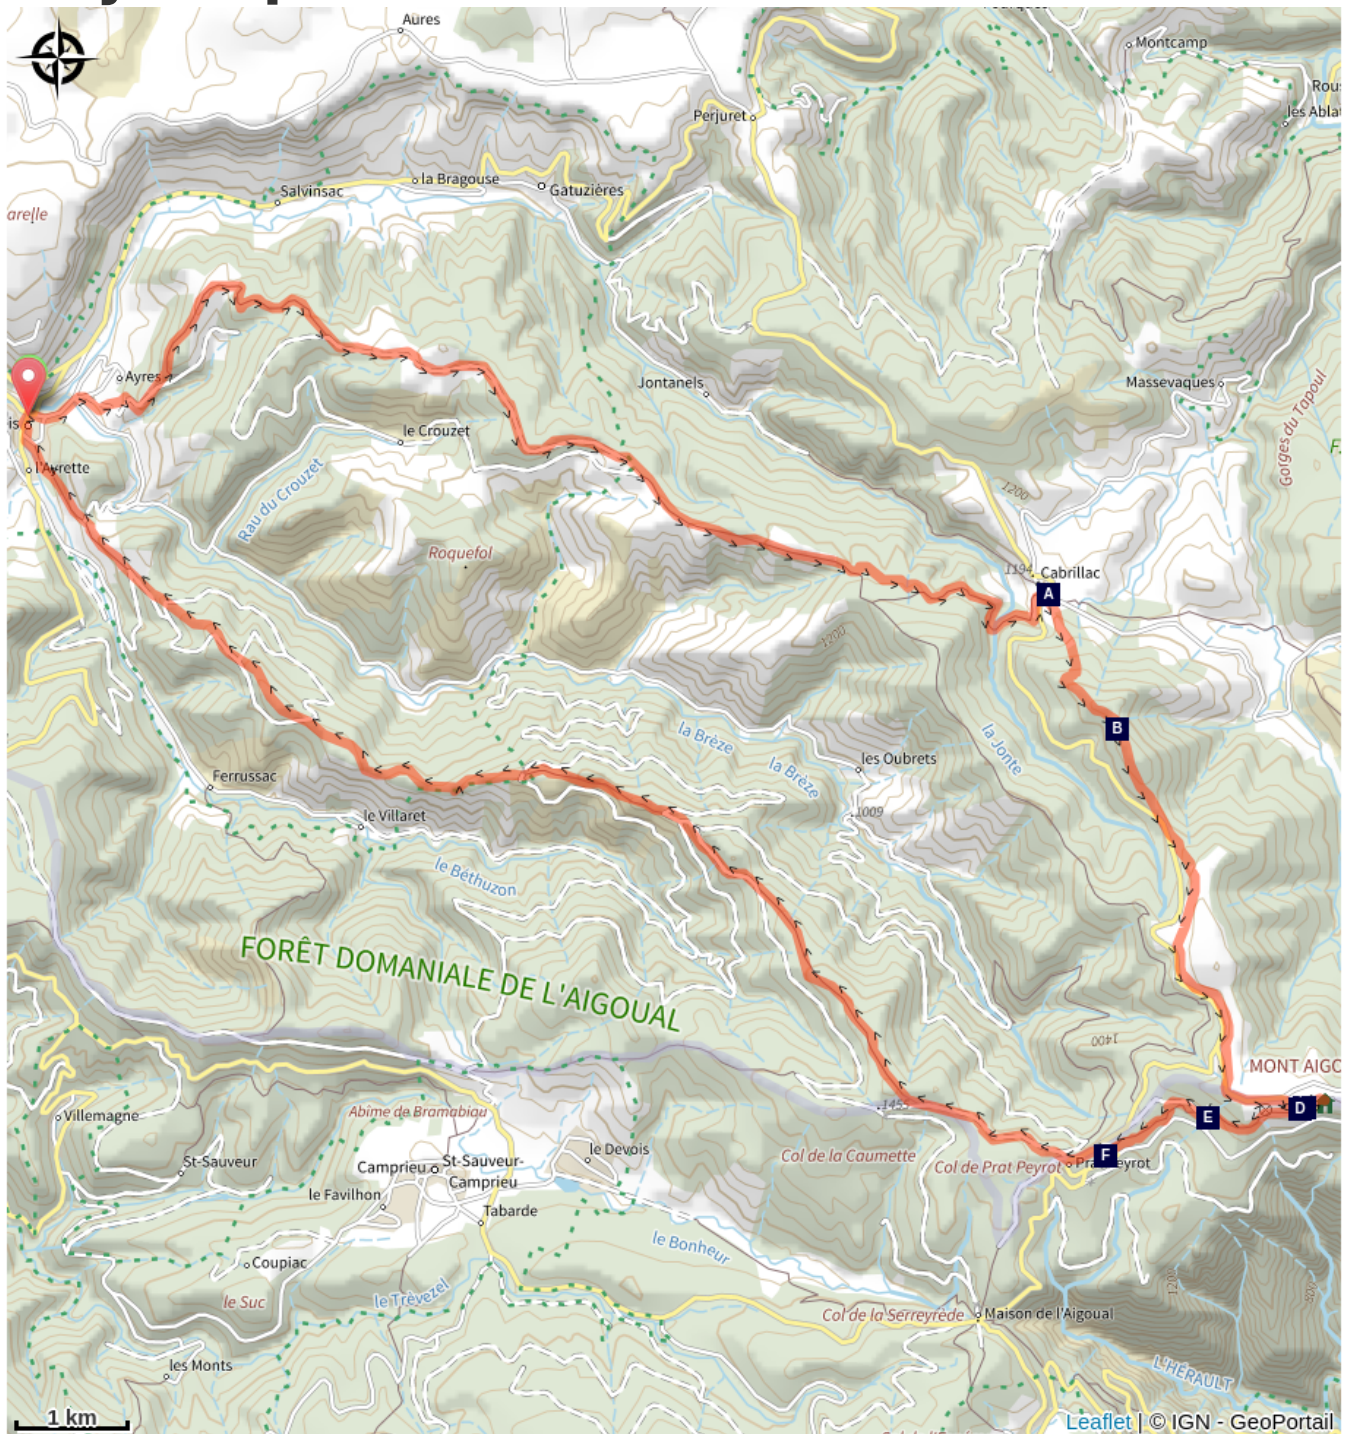 Aures
Montcamp
Perjuret
la Bragouse
Salvinsac
Gatuzières
Ayres
Jontanels
Massevaques
Gorges du Tapoul
le Crouzet
l'Ayrette
Rau du Crouzet
1200
Roquefol
1194
Cabrillac
A
1200
B
la Brèze
la Jonte
la Brèze
les Oubrets
Ferrussac
1009
le Villaret
le Béthuzon
FORÊT DOMANIALE DE L'AIGOUAL
1400
MONT AIGO
D
E
Villemagne
Abîme de Bramabiau
le Devois
St-Sauveur
Camprieu
St-Sauveur-
Camprieu
Col de la Caumette
Col de Prat Peyrot
F
le Favilhon
Tabarde
Coupiac
le Bonheur
le Suc
le Trèvezel
1200
Col de la Serreyrède
Maison de l'Aigoual
les Monts
L'HÉRAULT
1 km
Leaflet | © IGN - GeoPortail